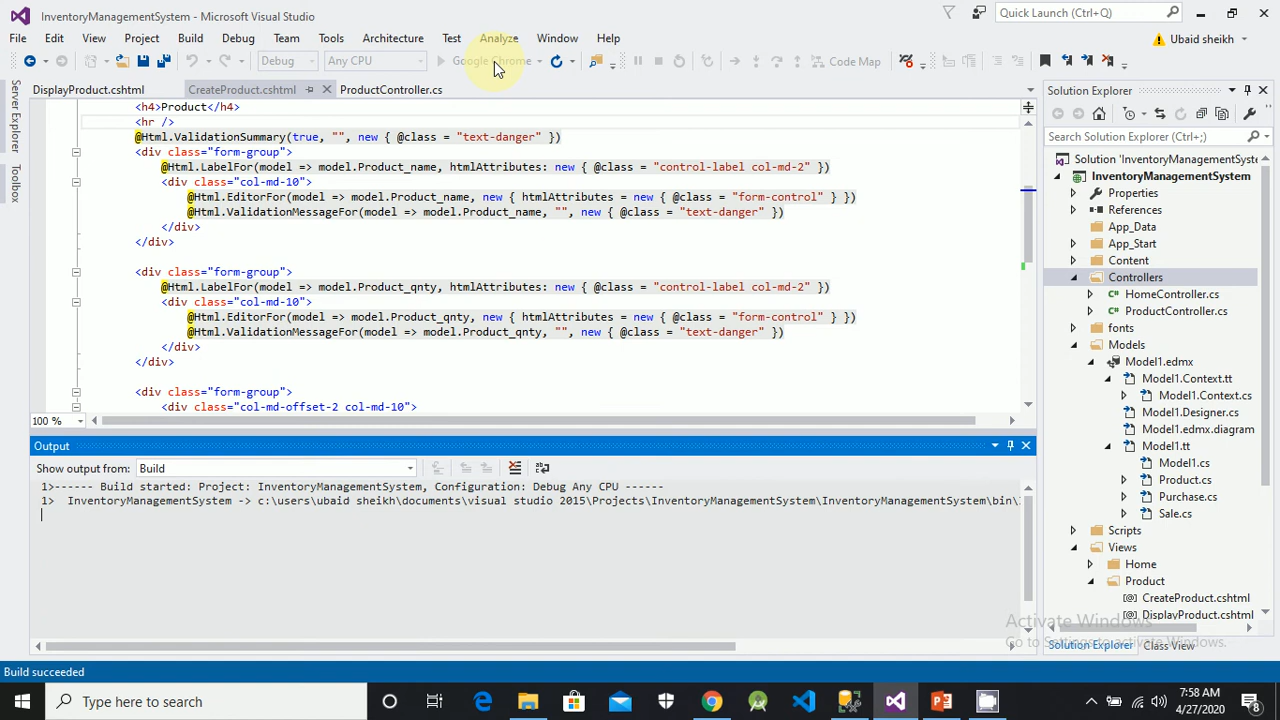 InventoryManagementSystem - Microsoft Visual Studio
Quick Launch (Ctrl+Q)
File Edit View Project Build Debug Team Tools Architecture Test Analyze Window Help
Ubaid sheikh
Debug Any CPU Google Chrome Code Map
DisplayProduct.cshtml CreateProduct.cshtml ProductController.cs
Server Explorer
Toolbox
<h4>Product</h4>
<hr />
@Html.ValidationSummary(true, "", new { @class = "text-danger" })
<div class="form-group">
@Html.LabelFor(model => model.Product_name, htmlAttributes: new { @class = "control-label col-md-2" })
<div class="col-md-10">
@Html.EditorFor(model => model.Product_name, new { htmlAttributes = new { @class = "form-control" } })
@Html.ValidationMessageFor(model => model.Product_name, "", new { @class = "text-danger" })
</div>
</div>
<div class="form-group">
@Html.LabelFor(model => model.Product_qnty, htmlAttributes: new { @class = "control-label col-md-2" })
<div class="col-md-10">
@Html.EditorFor(model => model.Product_qnty, new { htmlAttributes = new { @class = "form-control" } })
@Html.ValidationMessageFor(model => model.Product_qnty, "", new { @class = "text-danger" })
</div>
</div>
<div class="form-group">
<div class="col-md-offset-2 col-md-10">
100 %
Output
Show output from: Build
1>------ Build started: Project: InventoryManagementSystem, Configuration: Debug Any CPU ------
1> InventoryManagementSystem -> c:\users\ubaid sheikh\documents\visual studio 2015\Projects\InventoryManagementSystem\InventoryManagementSystem\bin\
Solution Explorer
Search Solution Explorer (Ctrl+;)
Solution 'InventoryManagementSyste
InventoryManagementSystem
Properties
References
App_Data
App_Start
Content
Controllers
HomeController.cs
ProductController.cs
fonts
Models
Model1.edmx
Model1.Context.tt
Model1.Context.cs
Model1.Designer.cs
Model1.edmx.diagram
Model1.tt
Model1.cs
Product.cs
Purchase.cs
Sale.cs
Scripts
Views
Home
Product
CreateProduct.cshtml
DisplayProduct.cshtml
Activate Windows
Go to Settings to activate Windows.
Solution Explorer Class View
Build succeeded
Type here to search
7:58 AM
4/27/2020
8